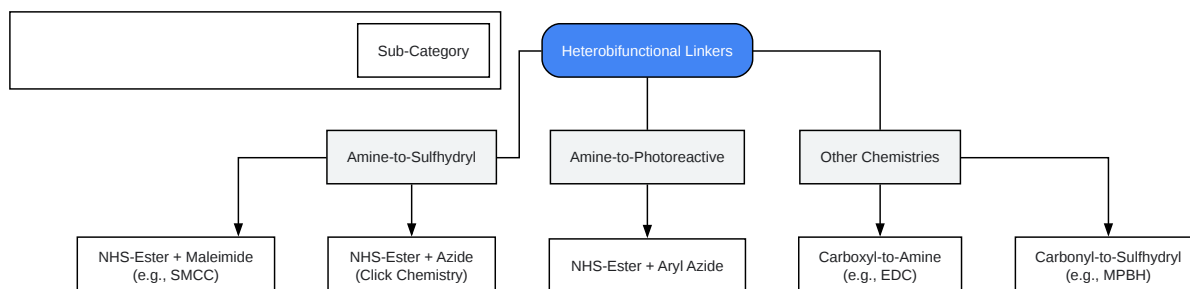 Sub-Category
Heterobifunctional Linkers
Amine-to-Sulfhydryl
Amine-to-Photoreactive
Other Chemistries
NHS-Ester + Maleimide
(e.g., SMCC)
NHS-Ester + Azide
(Click Chemistry)
NHS-Ester + Aryl Azide
Carboxyl-to-Amine
(e.g., EDC)
Carbonyl-to-Sulfhydryl
(e.g., MPBH)